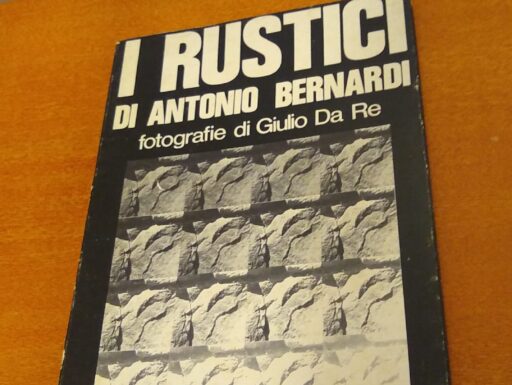 I RUSTICI
DI ANTONIO BERNARDI
fotografie di Giulio Da Re